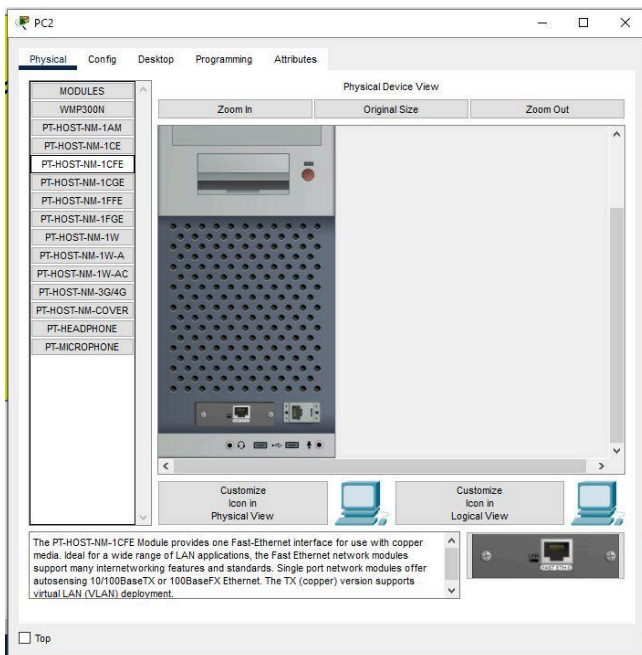 PC2
Physical Config Desktop Programming Attributes
MODULES
WMP300N
PT-HOST-NM-1AM
PT-HOST-NM-1CE
PT-HOST-NM-1CFE
PT-HOST-NM-1CGE
PT-HOST-NM-1FFE
PT-HOST-NM-1FGE
PT-HOST-NM-1W
PT-HOST-NM-1W-A
PT-HOST-NM-1W-AC
PT-HOST-NM-3G/4G
PT-HOST-NM-COVER
PT-HEADPHONE
PT-MICROPHONE
Physical Device View
Zoom In Original Size Zoom Out
Customize
Icon in
Physical View
Customize
Icon in
Logical View
The PT-HOST-NM-1CFE Module provides one Fast-Ethernet interface for use with copper
media. Ideal for a wide range of LAN applications, the Fast Ethernet network modules
support many internetworking features and standards. Single port network modules offer
autosensing 10/100BaseTX or 100BaseFX Ethernet. The TX (copper) version supports
virtual LAN (VLAN) deployment.
FAST ETH 0
Top